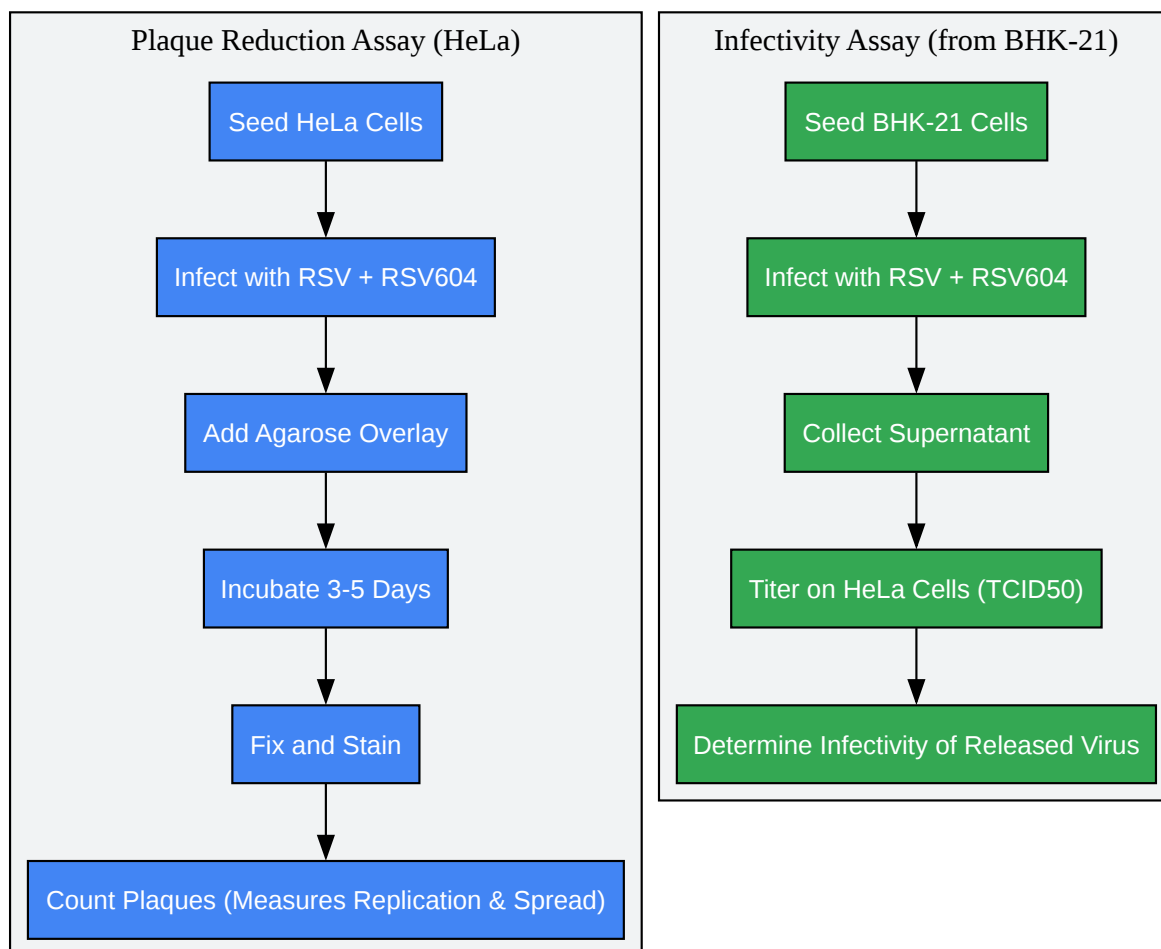 Plaque Reduction Assay (HeLa)
Seed HeLa Cells
Infect with RSV + RSV604
Add Agarose Overlay
Incubate 3-5 Days
Fix and Stain
Count Plaques (Measures Replication & Spread)
Infectivity Assay (from BHK-21)
Seed BHK-21 Cells
Infect with RSV + RSV604
Collect Supernatant
Titer on HeLa Cells (TCID50)
Determine Infectivity of Released Virus